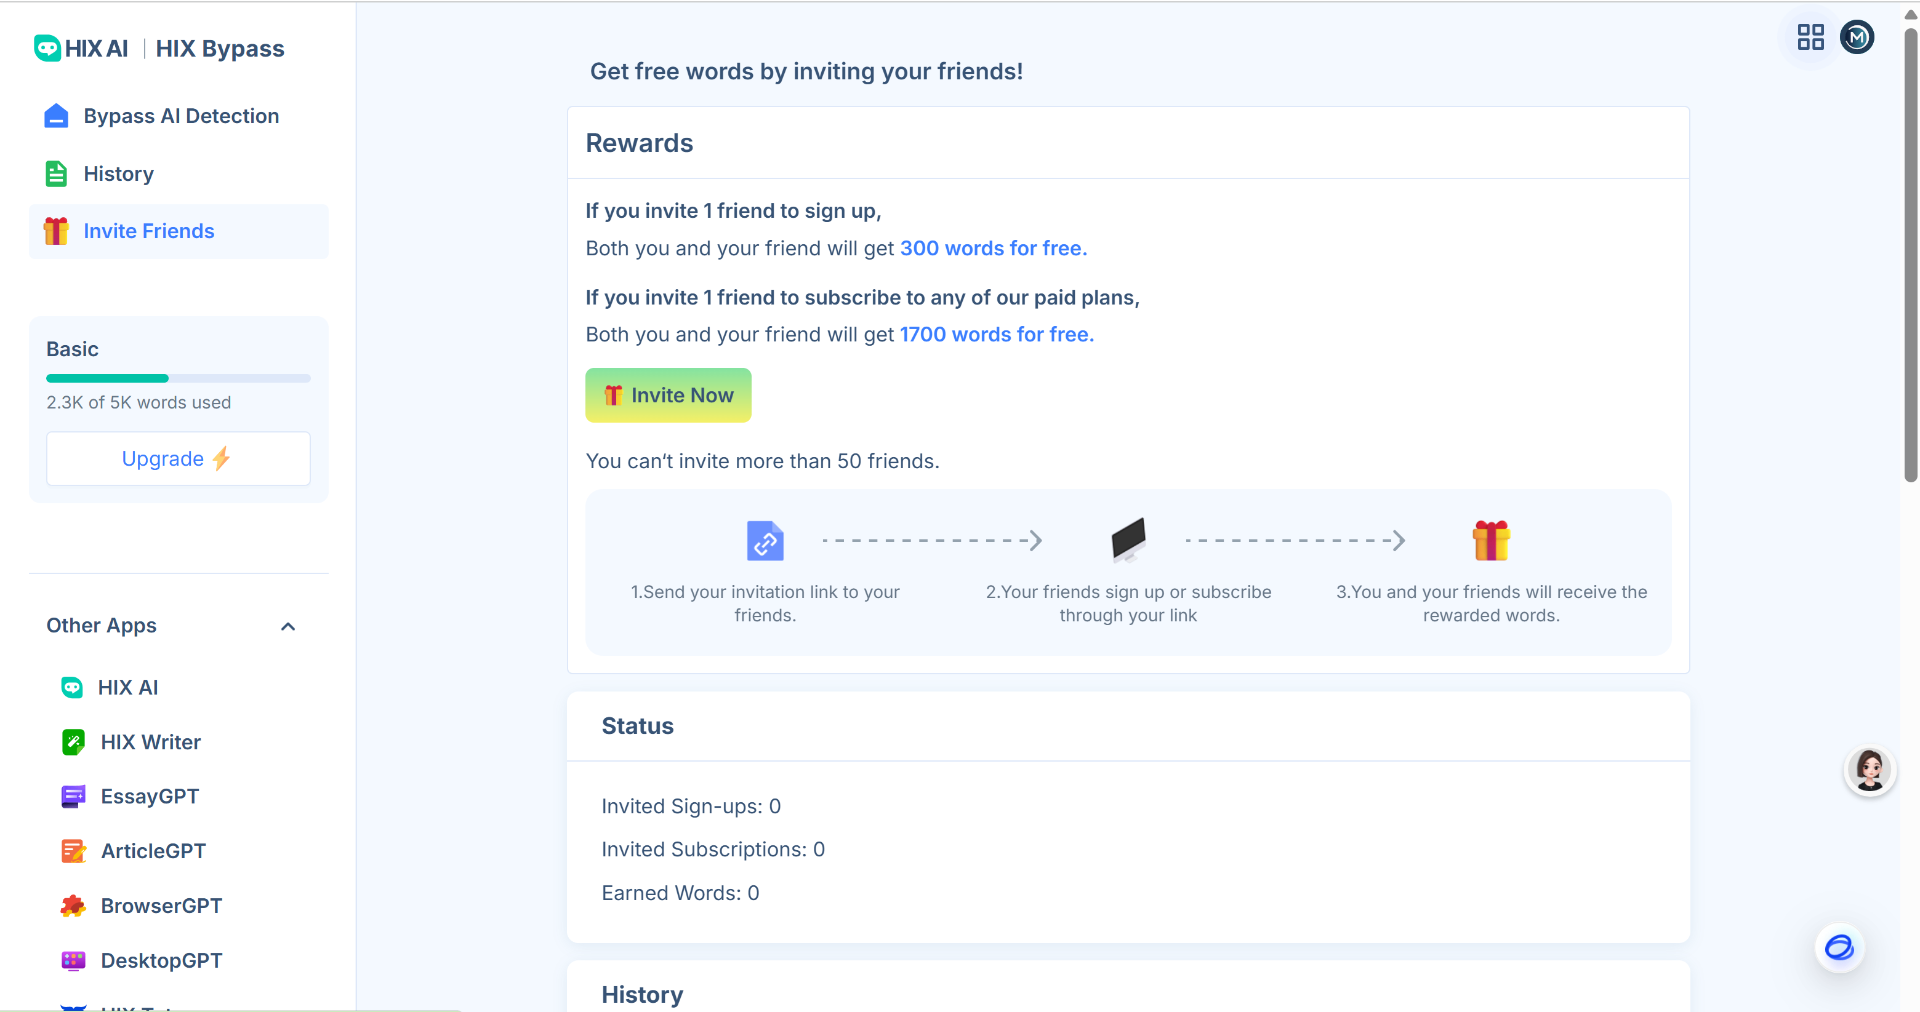 HIX AI | HIX Bypass
Bypass AI Detection
History
Invite Friends
Basic
2.3K of 5K words used
Upgrade
Other Apps
HIX AI
HIX Writer
EssayGPT
ArticleGPT
BrowserGPT
DesktopGPT
M
Get free words by inviting your friends!
Rewards
If you invite 1 friend to sign up,
Both you and your friend will get 300 words for free.
If you invite 1 friend to subscribe to any of our paid plans,
Both you and your friend will get 1700 words for free.
Invite Now
You can't invite more than 50 friends.
1.Send your invitation link to your
friends.
2.Your friends sign up or subscribe
through your link
3.You and your friends will receive the
rewarded words.
Status
Invited Sign-ups: 0
Invited Subscriptions: 0
Earned Words: 0
History